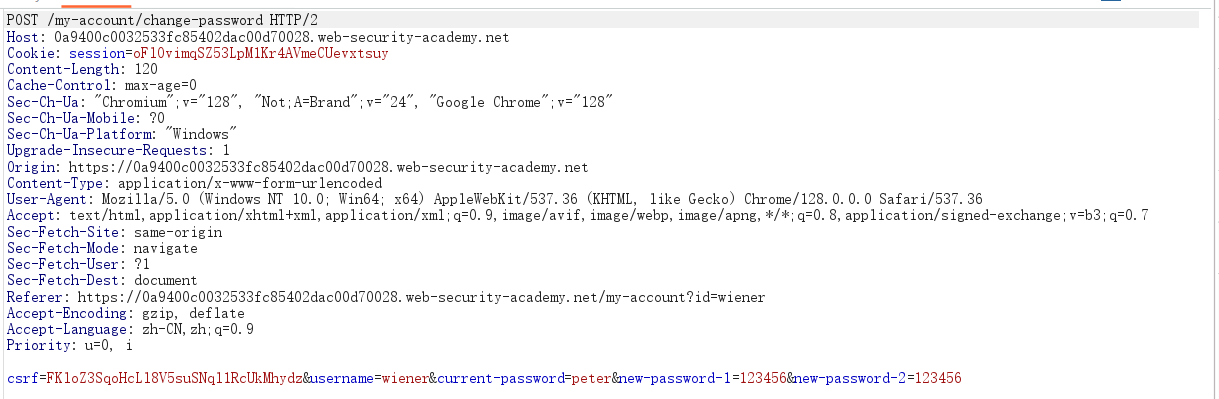 POST /my-account/change-password HTTP/2
Host: 0a9400c0032533fc85402dac00d70028.web-security-academy.net
Cookie: session=oFl0vimqSZ53LpM1Kr4AVmeCUevxtsuy
Content-Length: 120
Cache-Control: max-age=0
Sec-Ch-Ua: "Chromium";v="128", "Not;A=Brand";v="24", "Google Chrome";v="128"
Sec-Ch-Ua-Mobile: ?0
Sec-Ch-Ua-Platform: "Windows"
Upgrade-Insecure-Requests: 1
Origin: https://0a9400c0032533fc85402dac00d70028.web-security-academy.net
Content-Type: application/x-www-form-urlencoded
User-Agent: Mozilla/5.0 (Windows NT 10.0; Win64; x64) AppleWebKit/537.36 (KHTML, like Gecko) Chrome/128.0.0.0 Safari/537.36
Accept: text/html,application/xhtml+xml,application/xml;q=0.9,image/avif,image/webp,image/apng,*/*;q=0.8,application/signed-exchange;v=b3;q=0.7
Sec-Fetch-Site: same-origin
Sec-Fetch-Mode: navigate
Sec-Fetch-User: ?1
Sec-Fetch-Dest: document
Referer: https://0a9400c0032533fc85402dac00d70028.web-security-academy.net/my-account?id=wiener
Accept-Encoding: gzip, deflate
Accept-Language: zh-CN,zh;q=0.9
Priority: u=0, i
csrf=FKloZ3SqoHcL18V5suSNql1RcUkMhydz&username=wiener&current-password=peter&new-password-1=123456&new-password-2=123456